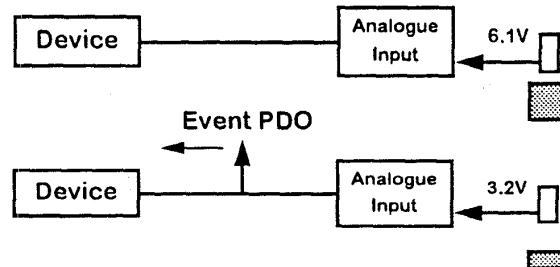 Device
Analogue
Input
6.1V
Event PDO
Device
Analogue
Input
3.2V